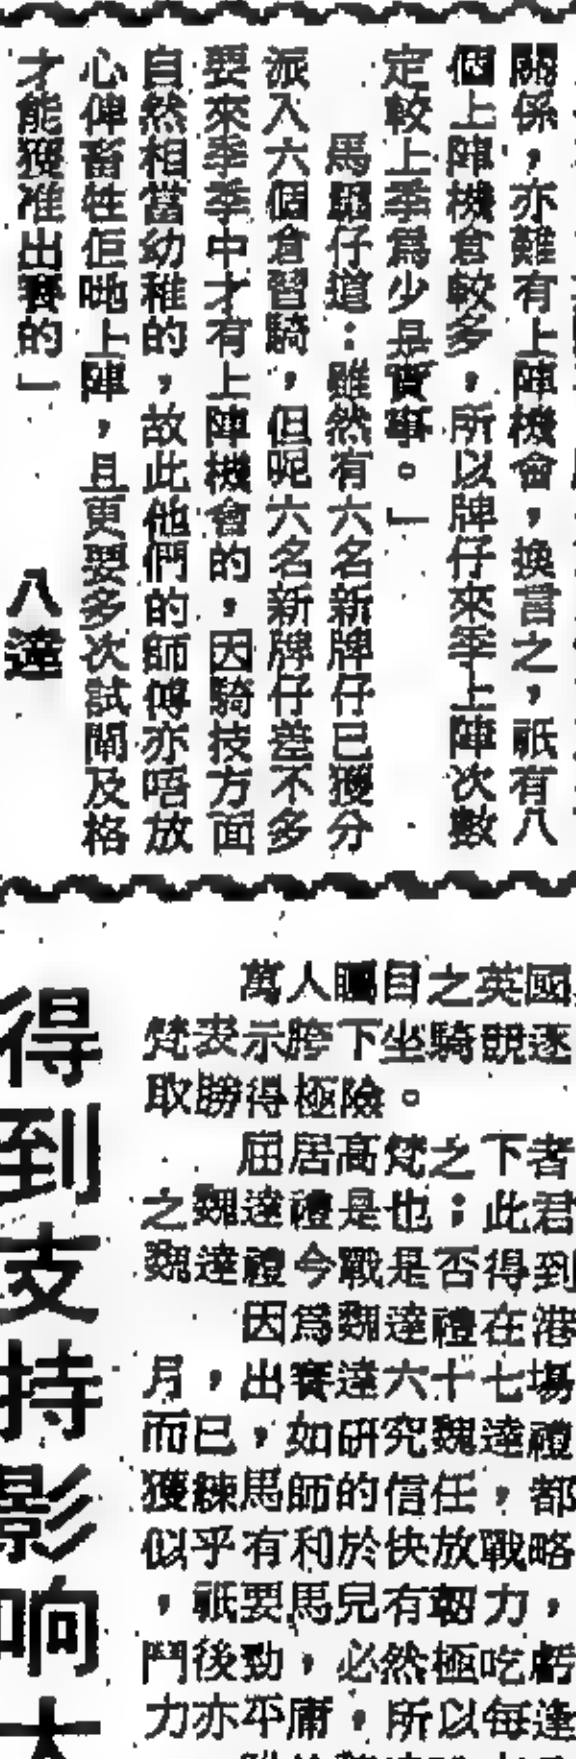 關係，亦難有上陣機會，換言之，祇有八
個上陣機倉較多，所以牌仔來季上陣次數
定較上季為少是實事。」
馬騮仔道：雖然有六名新牌仔已獲分
派入六個倉習騎，但呢六名新牌仔差不多
要來季季中才有上陣機會的，因騎技方面
自然相當幼稚的，故此他們的師傅亦唔放
心俾畜牲佢哋上陣，且更要多次試閘及格
才能獲准出賽的」
八達
萬人矚目之英國
梵表示胯下坐騎競逐
取勝得極險。
屈居高梵之下者
之魏達禮是也；此君
魏達禮今戰是否得到
因為魏達禮在港
月，出賽達六十七場
而已，如研究魏達禮
獲練馬師的信任，都
似乎有利於快放戰略
，祇要馬兒有韌力，
鬥後勁，必然極吃虧
力亦平庸，所以每逢
得到支持影响大